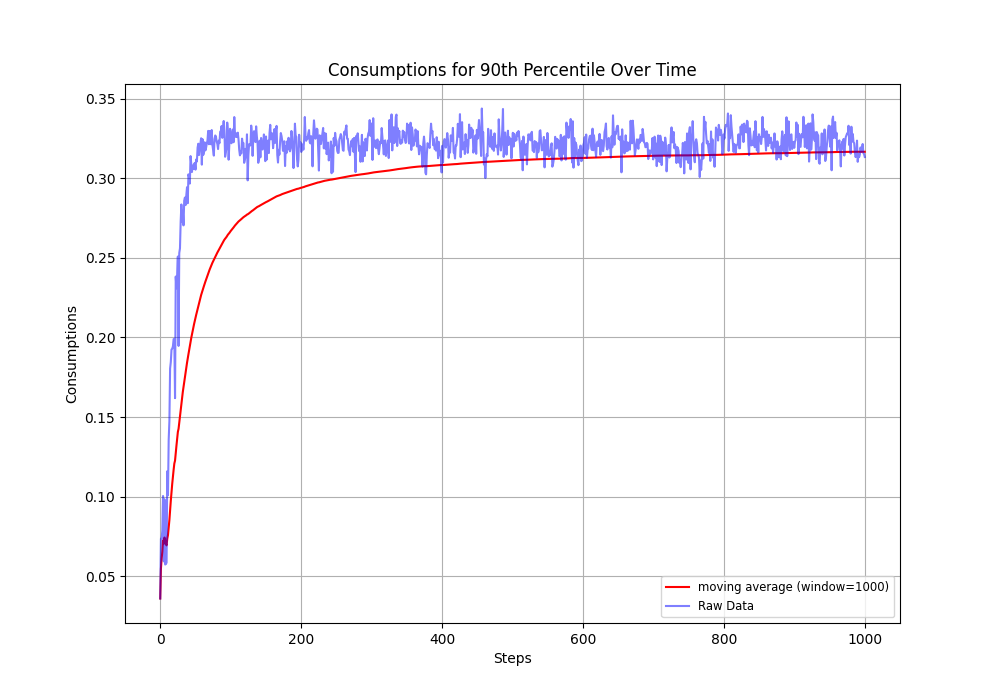 Consumptions for 90th Percentile Over Time
0.35
0.30
0.25
0.20
0.15
0.10
0.05
Consumptions
0 200 400 600 800 1000
Steps
moving average (window=1000)
Raw Data